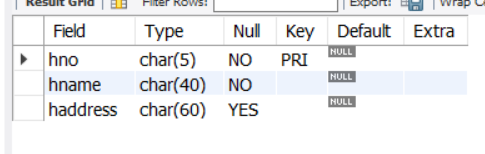 Result Grid Filter Rows: Export: Wrap Ce
Field Type Null Key Default Extra
hno char(5) NO PRI NULL
hname char(40) NO NULL
haddress char(60) YES NULL